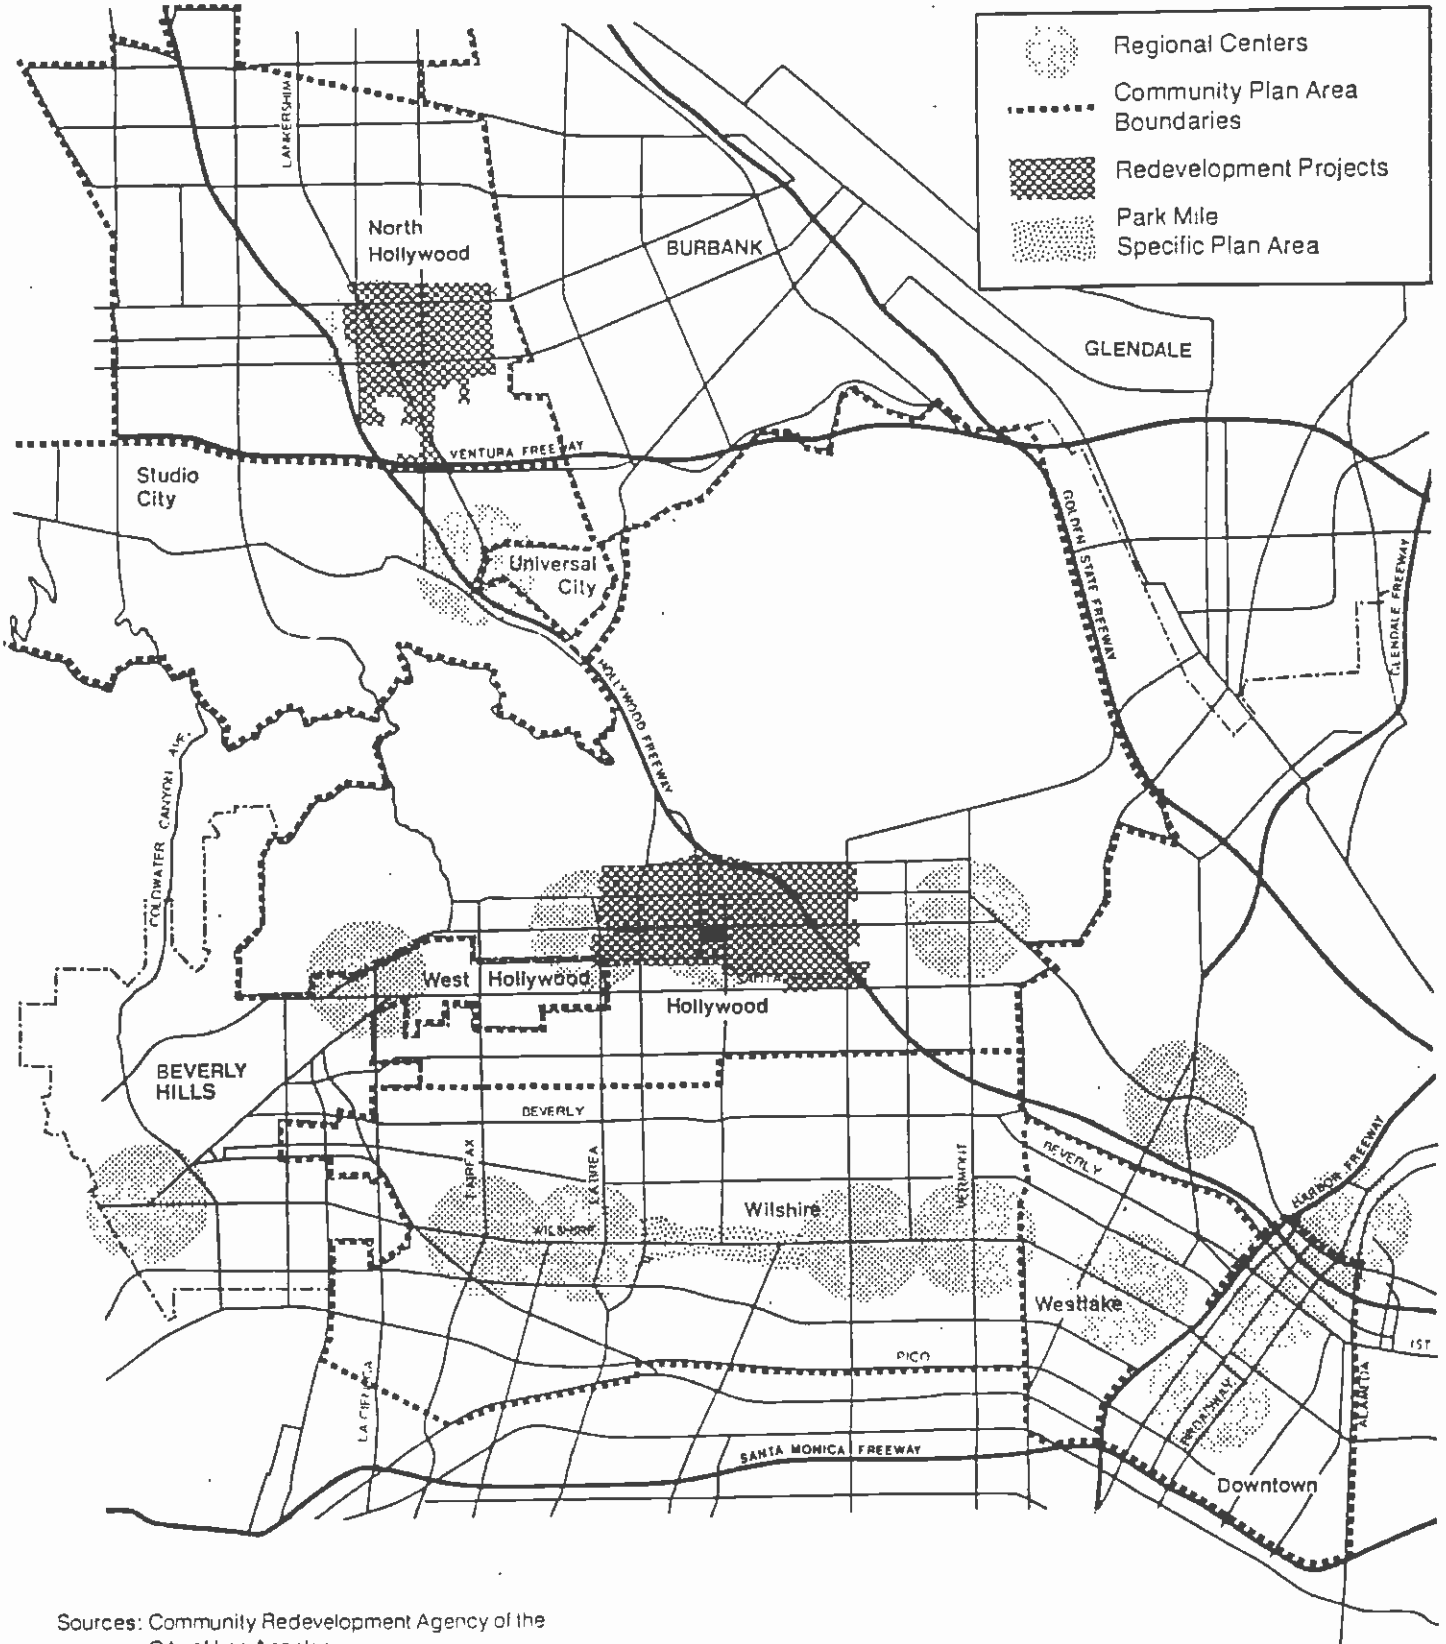 Regional Centers
Community Plan Area
Boundaries
Redevelopment Projects
Park Mile
Specific Plan Area
LANKERSHIM
North
Hollywood
BURBANK
GLENDALE
VENTURA FREEWAY
Studio
City
Universal
City
GOLDEN STATE FREEWAY
GLENDALE FREEWAY
HOLLYWOOD FREEWAY
COLDWATER CANYON AVE.
West Hollywood
SANTA
Hollywood
BEVERLY
HILLS
BEVERLY
FAIRFAX
LA BREA
VERMONT
BEVERLY
HARBOR FREEWAY
Wilshire
WILSHIRE
Westlake
PICO
1ST
LA CIENEGA
BROADWAY
ALAMEDA
SANTA MONICA FREEWAY
Downtown
Sources: Community Redevelopment Agency of the